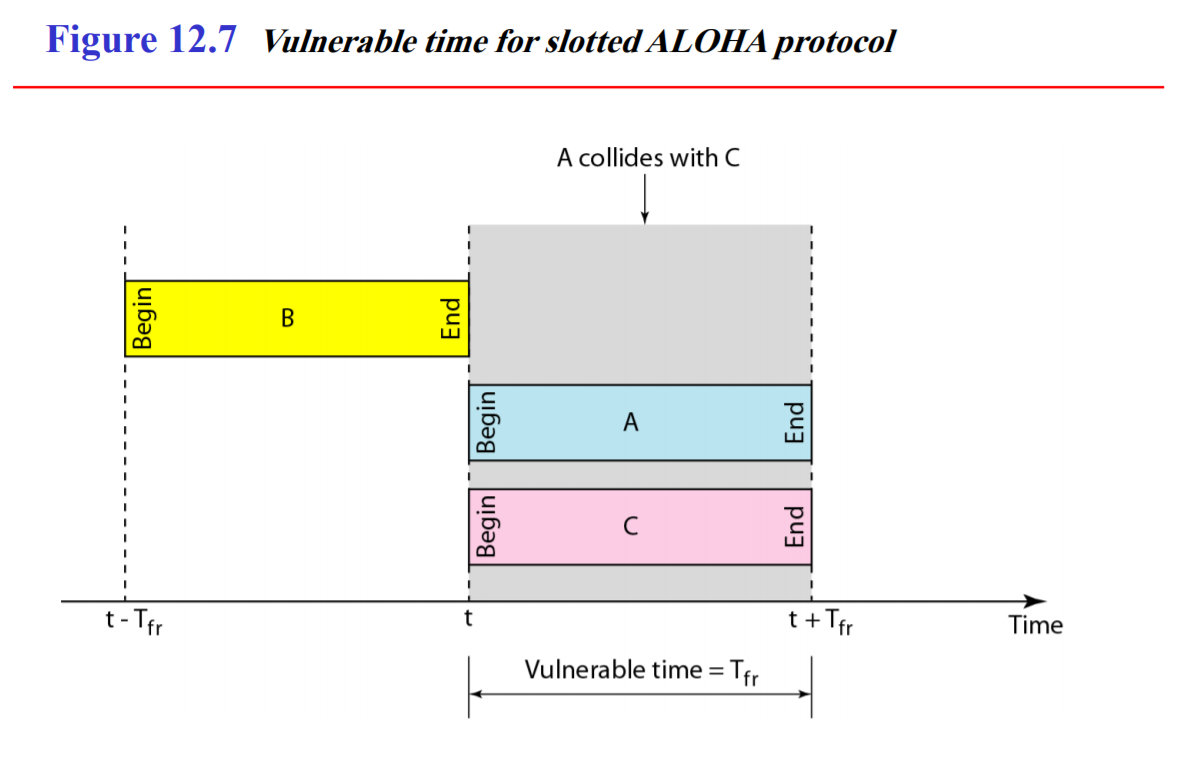 Figure 12.7 Vulnerable time for slotted ALOHA protocol
A collides with C
Begin
B
End
Begin
A
End
Begin
C
End
t - Tfr
t
t + Tfr
Time
Vulnerable time = Tfr